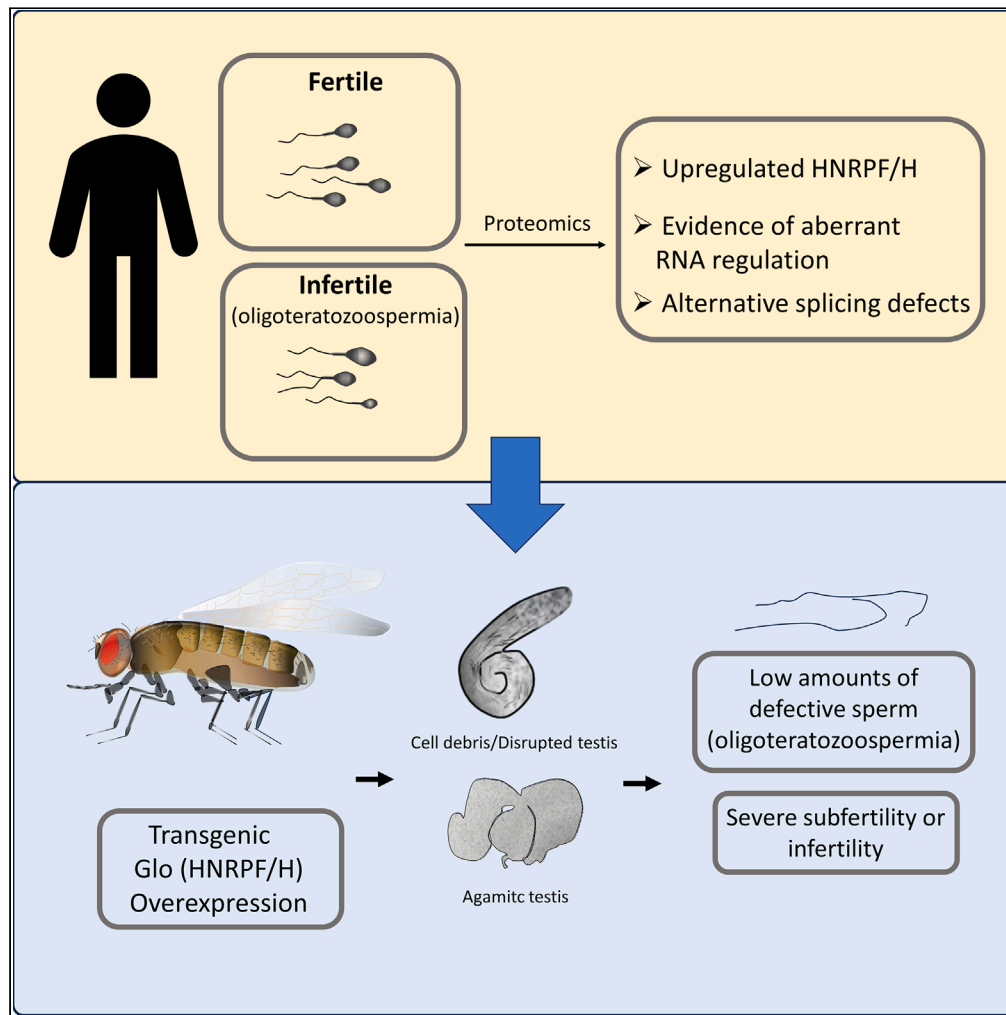 Fertile
Infertile
(oligoteratozoospermia)
Proteomics
➤ Upregulated HNRPF/H
➤ Evidence of aberrant
RNA regulation
➤ Alternative splicing defects
Transgenic
Glo (HNRPF/H)
Overexpression
Cell debris/Disrupted testis
Agamitc testis
Low amounts of
defective sperm
(oligoteratozoospermia)
Severe subfertility or
infertility